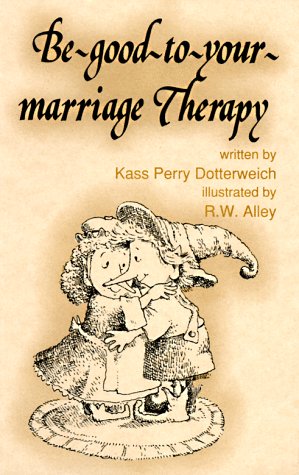 Be~good~to~your~
marriage Therapy
written by
Kass Perry Dotterweich
illustrated by
R.W. Alley